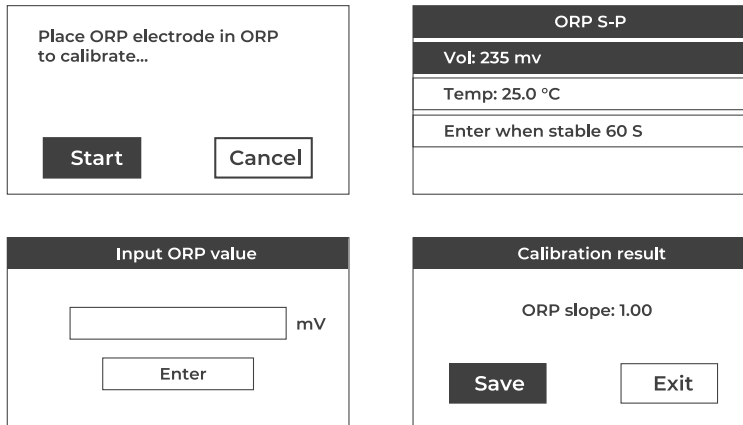 Place ORP electrode in ORP
to calibrate...
Start
Cancel
ORP S-P
Vol: 235 mv
Temp: 25.0 °C
Enter when stable 60 S
Input ORP value
mV
Enter
Calibration result
ORP slope: 1.00
Save
Exit